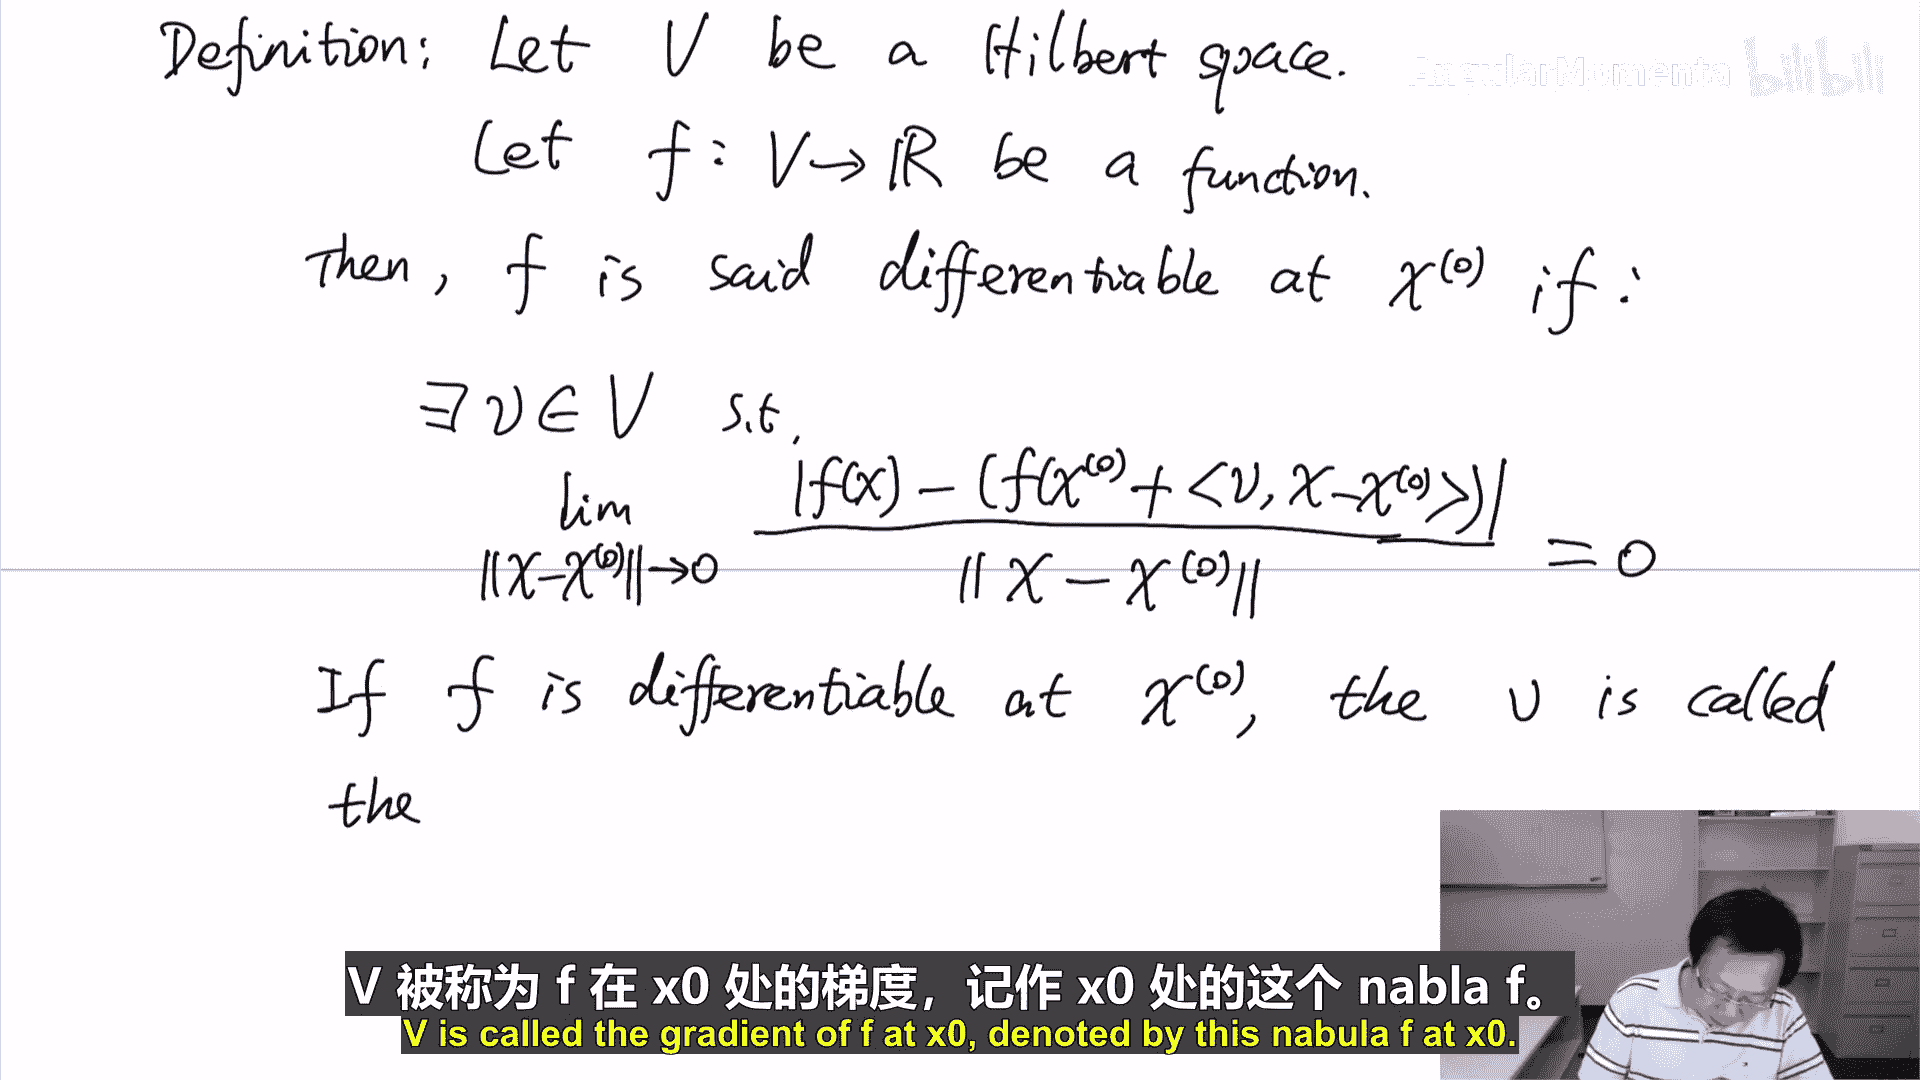 Definition: Let V be a Hilbert space.
AngularMomenta bilibili
Let f: V→ℝ be a function.
Then, f is said differentiable at x^(0) if:
∃ v ∈ V s.t.
lim_{||x-x^(0)||→0} |f(x) - (f(x^(0) + <v, x-x^(0)>)| / ||x - x^(0)|| = 0
If f is differentiable at x^(0), the v is called
the
V 被称为 f 在 x0 处的梯度，记作 x0 处的这个 nabla f。
V is called the gradient of f at x0, denoted by this nabula f at x0.